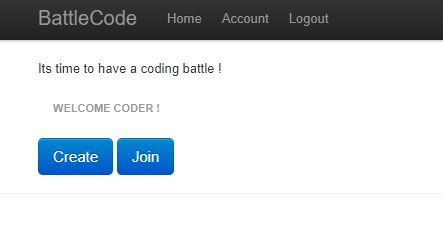 BattleCode Home Account Logout
Its time to have a coding battle !
WELCOME CODER !
Create Join